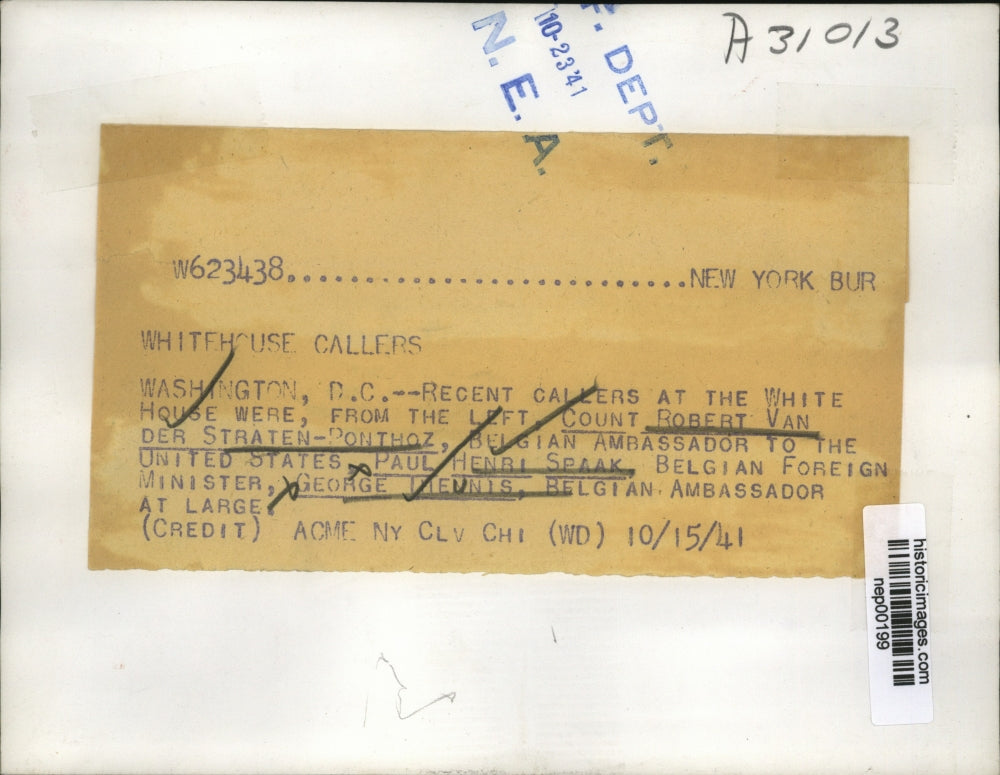 A 31013
F. DEPT.
10-23'41
N. E. A.
W623438..............................NEW YORK BUR
WHITEHOUSE CALLERS
WASHINGTON, D.C.--RECENT CALLERS AT THE WHITE
HOUSE WERE, FROM THE LEFT, COUNT ROBERT VAN
DER STRATEN-PONTHOZ, BELGIAN AMBASSADOR TO THE
UNITED STATES, PAUL HENRI SPAAK, BELGIAN FOREIGN
MINISTER, GEORGE THEUNIS, BELGIAN AMBASSADOR
AT LARGE.
(CREDIT) ACME NY CLV CHI (WD) 10/15/41
historicimages.com
nep00199